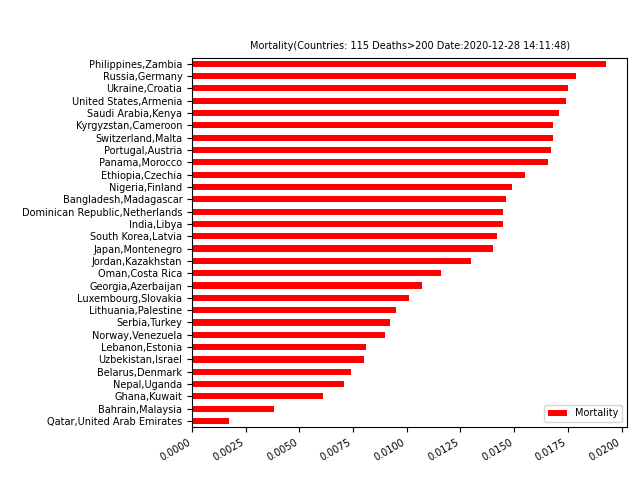 Mortality(Countries: 115 Deaths>200 Date:2020-12-28 14:11:48)
Philippines,Zambia
Russia,Germany
Ukraine,Croatia
United States,Armenia
Saudi Arabia,Kenya
Kyrgyzstan,Cameroon
Switzerland,Malta
Portugal,Austria
Panama,Morocco
Ethiopia,Czechia
Nigeria,Finland
Bangladesh,Madagascar
Dominican Republic,Netherlands
India,Libya
South Korea,Latvia
Japan,Montenegro
Jordan,Kazakhstan
Oman,Costa Rica
Georgia,Azerbaijan
Luxembourg,Slovakia
Lithuania,Palestine
Serbia,Turkey
Norway,Venezuela
Lebanon,Estonia
Uzbekistan,Israel
Belarus,Denmark
Nepal,Uganda
Ghana,Kuwait
Bahrain,Malaysia
Qatar,United Arab Emirates
Mortality
0.0000 0.0025 0.0050 0.0075 0.0100 0.0125 0.0150 0.0175 0.0200